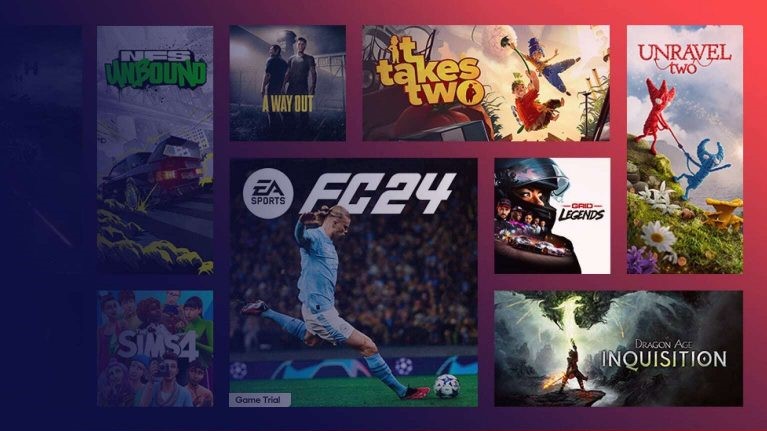 NFS
UNBOUND
A WAY OUT
it
takes
two
UNRAVEL
TWO
EA
SPORTS
FC24
GRID
LEGENDS
THE
SIMS4
Game Trial
DRAGON AGE
INQUISITION